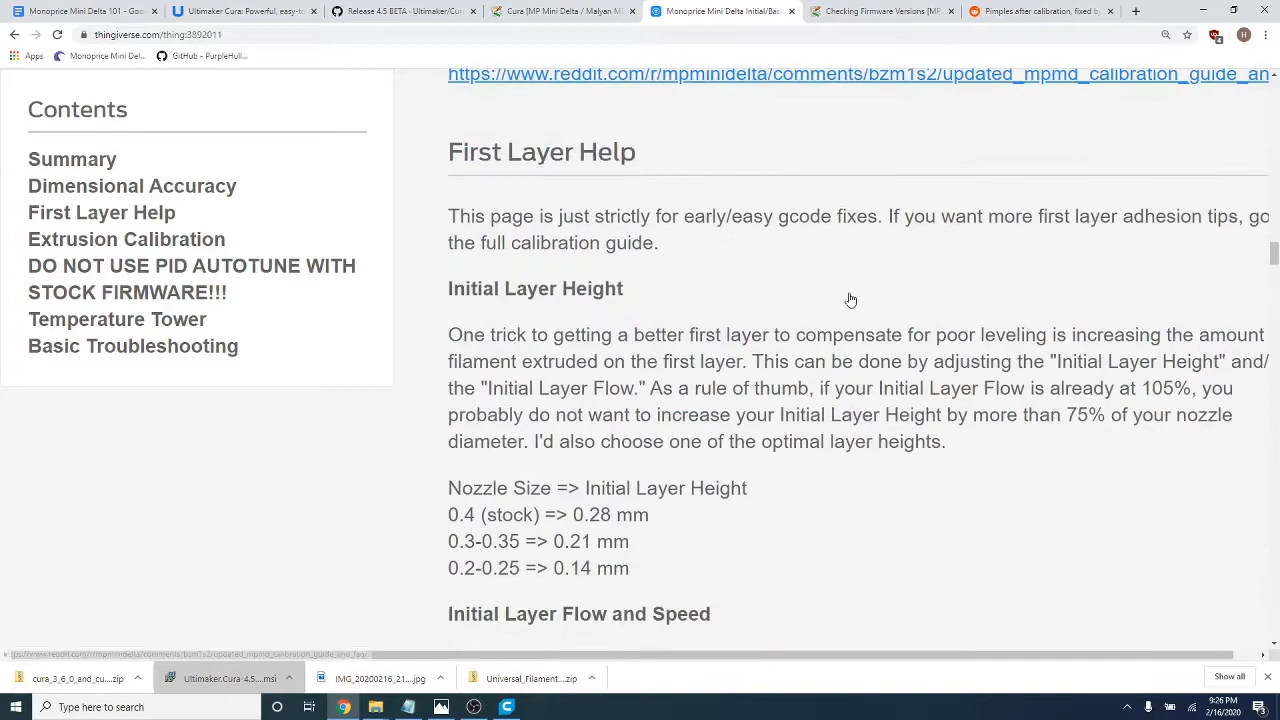 Monoprice Mini Delta 101 - Goo
Ultimaker Cura: Powerful, easy-to
Release 4.5 BETA - Ultimaker/Cur
Cura [MP Mini Delta / Malyan M
Monoprice Mini Delta Initial/Bas
Checking Firmware Versions [MP
Pimples after calibration, fixed b
thingiverse.com/thing:3892011
H
Apps
Monoprice Mini Del...
GitHub - PurpleHull...
https://www.reddit.com/r/mpminidelta/comments/bzm1s2/updated_mpmd_calibration_guide_an
Contents
Summary
Dimensional Accuracy
First Layer Help
Extrusion Calibration
DO NOT USE PID AUTOTUNE WITH
STOCK FIRMWARE!!!
Temperature Tower
Basic Troubleshooting
First Layer Help
This page is just strictly for early/easy gcode fixes. If you want more first layer adhesion tips, go
the full calibration guide.
Initial Layer Height
One trick to getting a better first layer to compensate for poor leveling is increasing the amount
filament extruded on the first layer. This can be done by adjusting the "Initial Layer Height" and/
the "Initial Layer Flow." As a rule of thumb, if your Initial Layer Flow is already at 105%, you
probably do not want to increase your Initial Layer Height by more than 75% of your nozzle
diameter. I'd also choose one of the optimal layer heights.
Nozzle Size => Initial Layer Height
0.4 (stock) => 0.28 mm
0.3-0.35 => 0.21 mm
0.2-0.25 => 0.14 mm
Initial Layer Flow and Speed
ttps://www.reddit.com/r/mpminidelta/comments/bzm1s2/updated_mpmd_calibration_guide_and_faq/
cura_3_6_0_and_cu....zip
Ultimaker.Cura-4.5....msi
IMG_20200216_21....jpg
Universal_Filament....zip
Show all
Type here to search
9:26 PM
2/16/2020